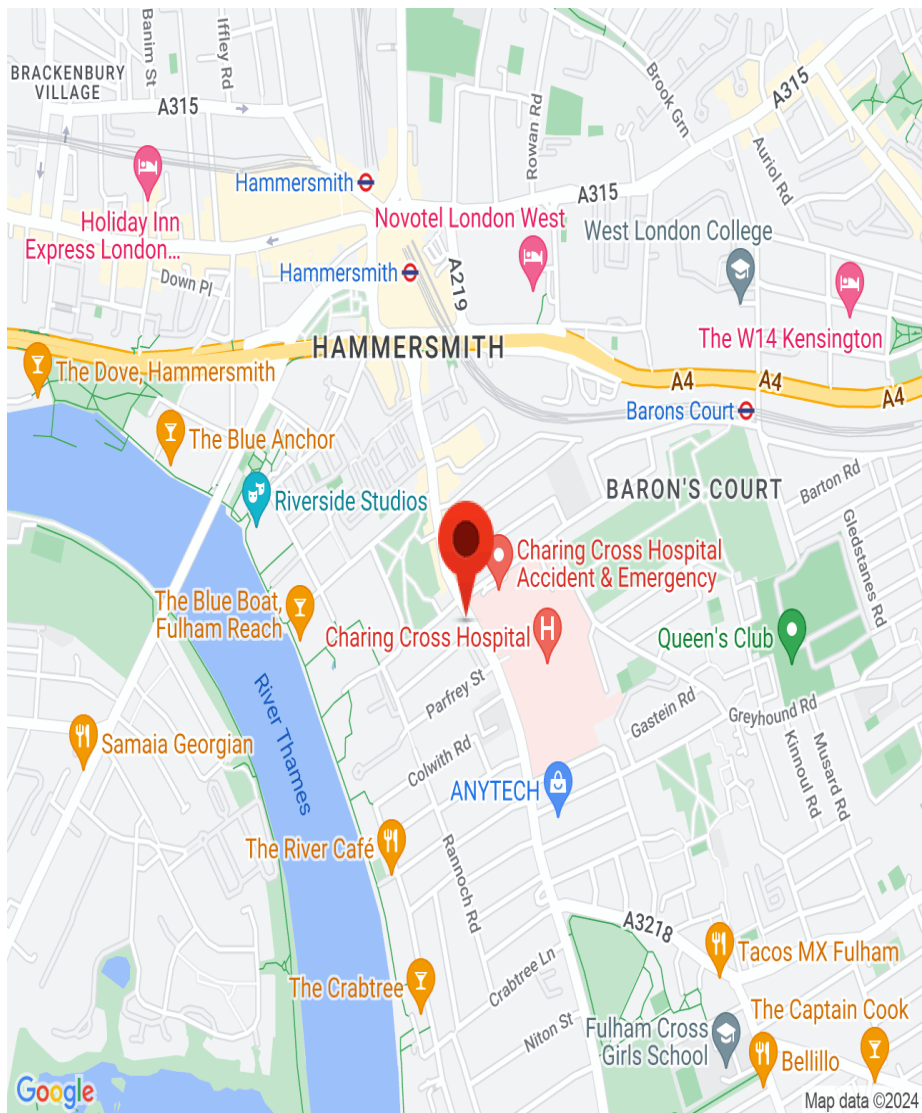 Banim St
Iffley Rd
BRACKENBURY
VILLAGE
A315
Brook Grn
A315
Rowan Rd
Auriol Rd
Hammersmith
A315
Holiday Inn
Express London...
Novotel London West
West London College
Down Pl
Hammersmith
A219
The W14 Kensington
HAMMERSMITH
The Dove, Hammersmith
A4
A4
A4
Barons Court
The Blue Anchor
BARON'S COURT
Barton Rd
Riverside Studios
Gledstanes Rd
Charing Cross Hospital
Accident & Emergency
The Blue Boat,
Fulham Reach
Charing Cross Hospital
H
Queen's Club
Parfrey St
River Thames
Gastein Rd
Greyhound Rd
Samaia Georgian
Colwith Rd
Kinnoul Rd
Musard Rd
ANYTECH
The River Café
Rannoch Rd
A3218
Tacos MX Fulham
The Crabtree
Crabtree Ln
The Captain Cook
Niton St
Fulham Cross
Girls School
Bellillo
Google
Map data ©2024